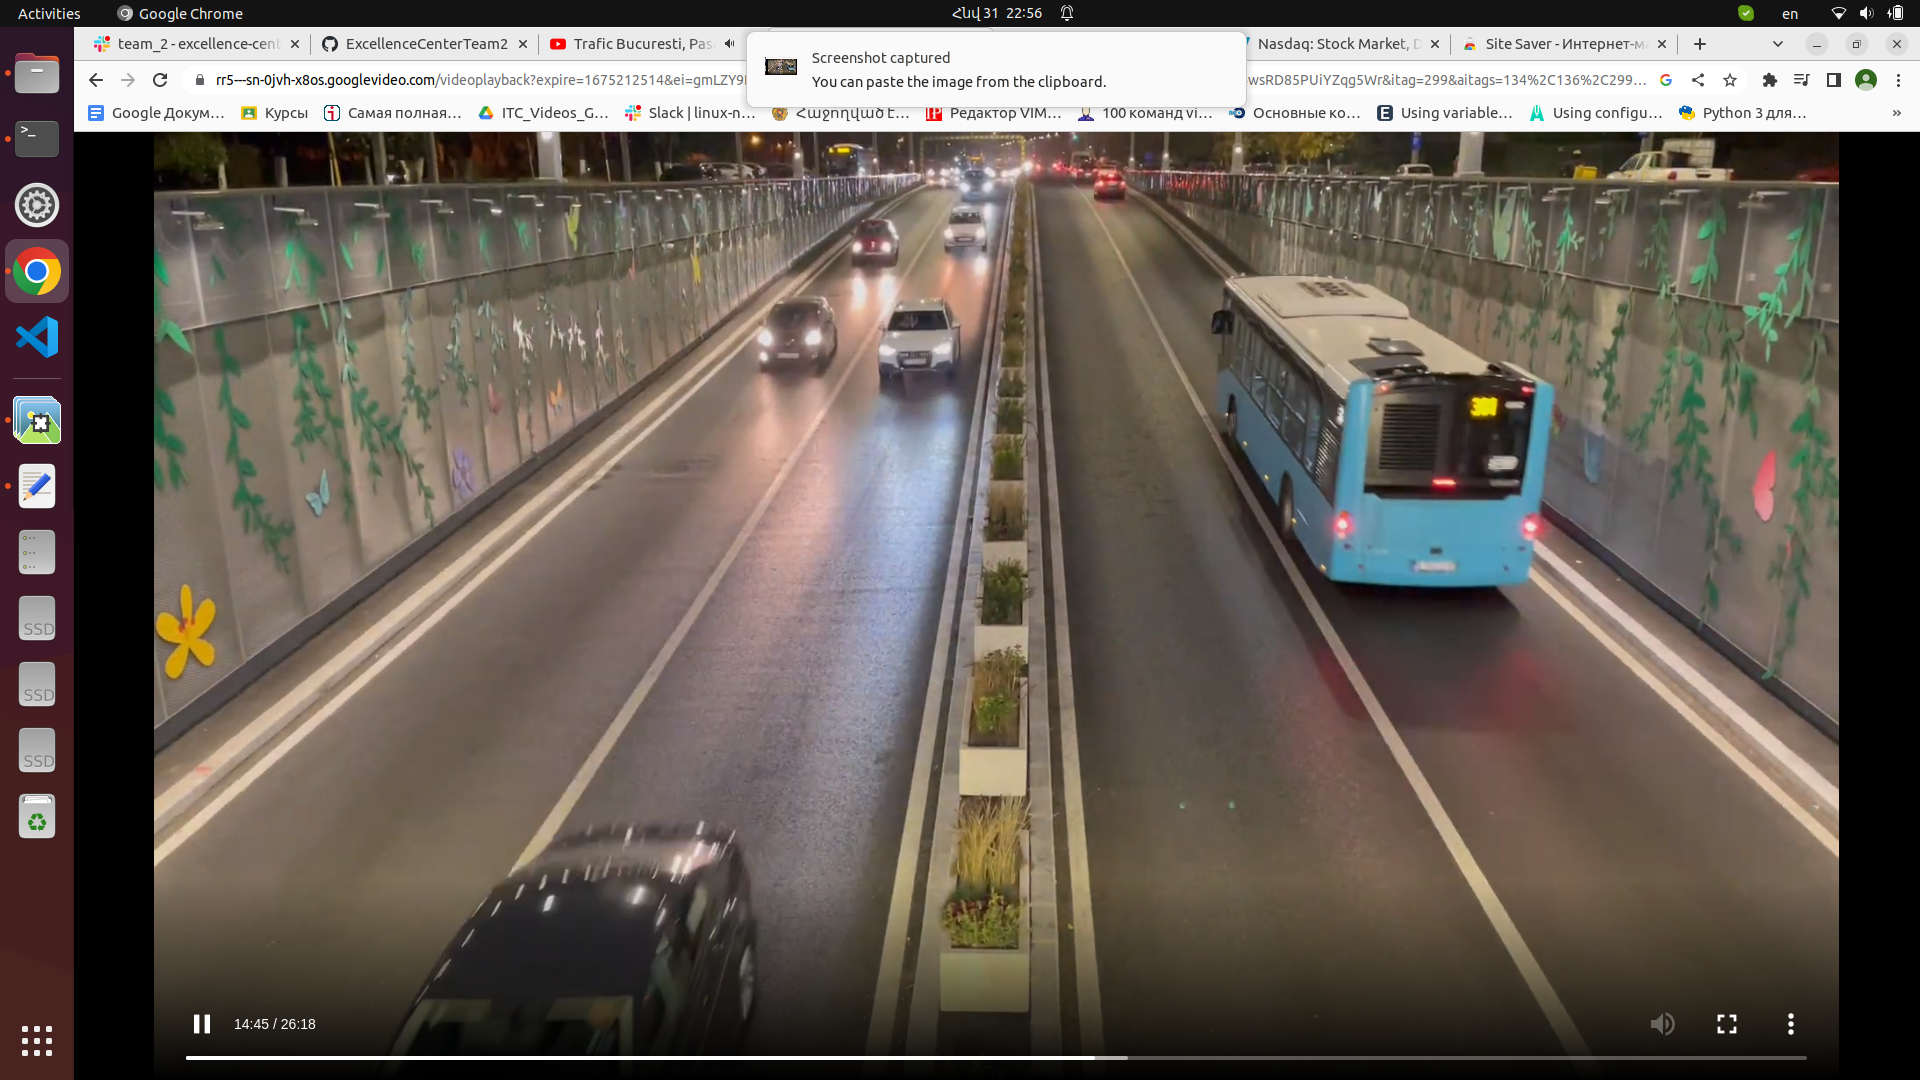 Activities
Google Chrome
Հնվ 31 22:56
en
team_2 - excellence-cent
ExcellenceCenterTeam2
Trafic Bucuresti, Pas
Nasdaq: Stock Market, D
Site Saver - Интернет-м
Screenshot captured
You can paste the image from the clipboard.
rr5---sn-0jvh-x8os.googlevideo.com/videoplayback?expire=1675212514&ei=gmLZY9
wsRD85PUiYZqg5Wr&itag=299&aitags=134%2C136%2C299...
Google Докум...
Курсы
Самая полная...
ITC_Videos_G...
Slack | linux-n...
Հաջողված է...
Редактор VIM...
100 команд vi...
Основные ко...
Using variable...
Using configu...
Python 3 для...
»
SSD
SSD
SSD
14:45 / 26:18